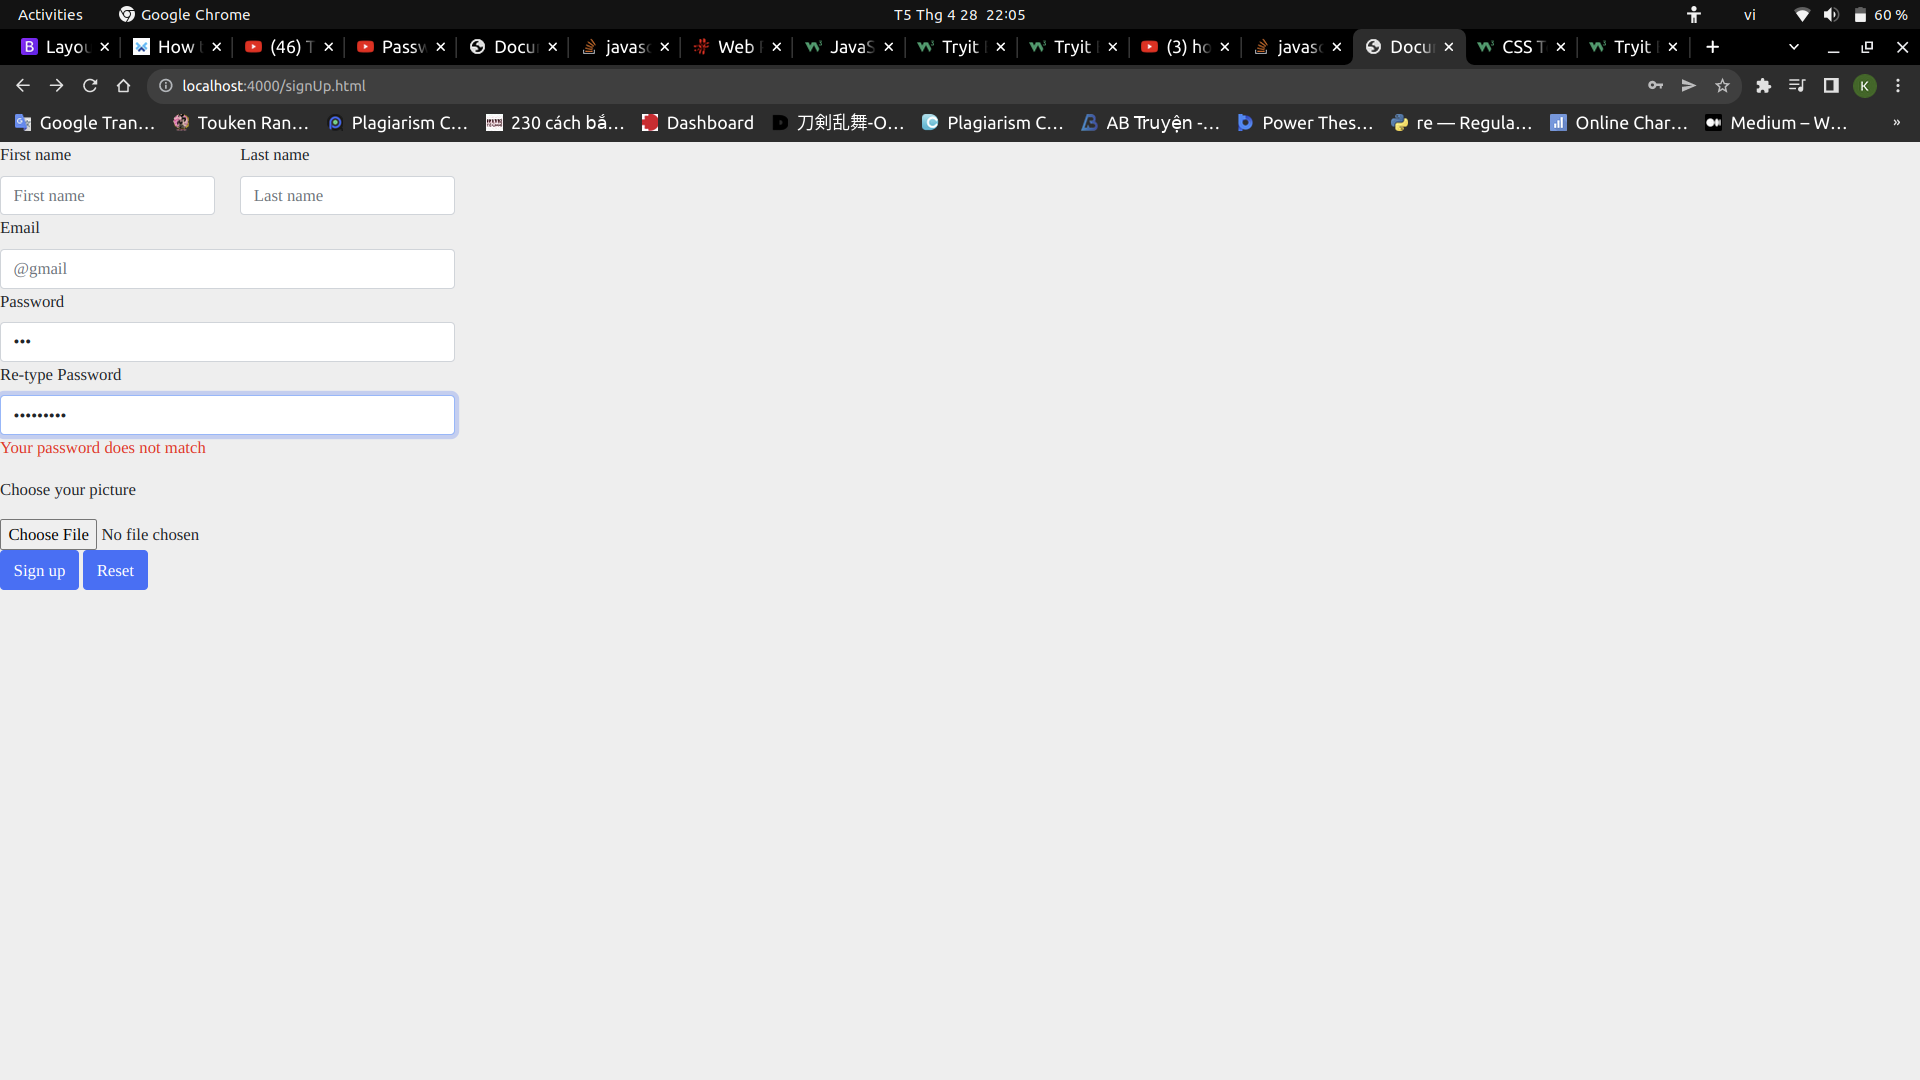 Activities Google Chrome T5 Thg 4 28 22:05 vi 60 %
Layou How t (46) T Passw Docu javasc Web F JavaS Tryit Tryit (3) ho javasc Docu CSS T Tryit
localhost:4000/signUp.html K
Google Tran… Touken Ran… Plagiarism C… 230 cách bắ… Dashboard 刀剣乱舞-O… Plagiarism C… AB Truyện -… Power Thes… re — Regula… Online Char… Medium – W… »
First name Last name
First name Last name
Email
@gmail
Password
•••
Re-type Password
•••••••••
Your password does not match
Choose your picture
Choose File No file chosen
Sign up Reset